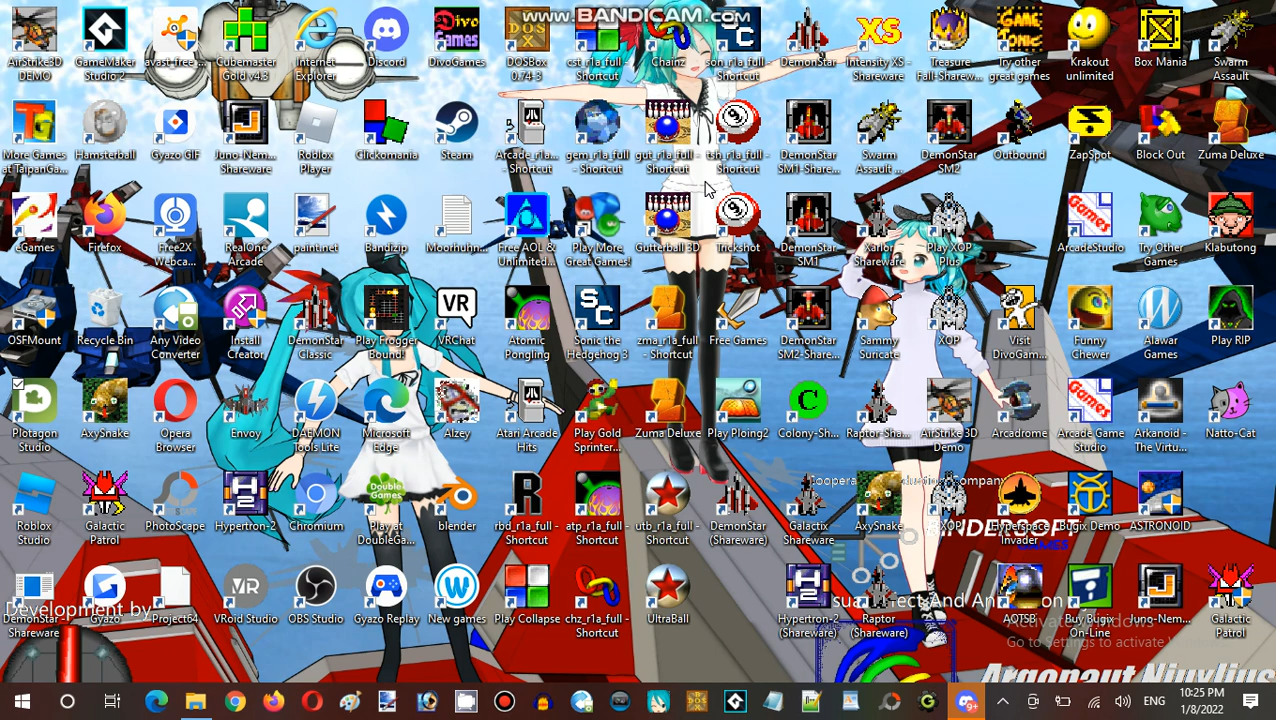 www.BANDICAM.com
AirStrike3D DEMO
GameMaker Studio 2
avast_free_...
Cubemaster Gold v4.3
Internet Explorer
Discord
DivoGames
DOSBox 0.74-3
cst_r1a_full - Shortcut
Chainz
son_r1a_full - Shortcut
DemonStar
Intensity XS - Shareware
Treasure Fall-Sharew...
Try other great games
Krakout unlimited
Box Mania
Swarm Assault
More Games at TaipanGa...
Hamsterball
Gyazo GIF
Juno-Nem... Shareware
Roblox Player
Clickomania
Steam
Arcade_r1a... - Shortcut
gem_r1a_full - Shortcut
gut_r1a_full - Shortcut
tsh_r1a_full - Shortcut
DemonStar SM1-Share...
Swarm Assault ...
DemonStar SM2
Outbound
ZapSpot
Block Out
Zuma Deluxe
eGames
Firefox
Free2X Webca...
RealOne Arcade
paint.net
Bandizip
Moorhuhn...
Free AOL & Unlimited...
Play More Great Games!
Gutterball 3D
Trickshot
DemonStar SM1
Xarlor Shareware
Play XOP Plus
ArcadeStudio
Try Other Games
Klabutong
OSFMount
Recycle Bin
Any Video Converter
Install Creator
DemonStar Classic
Play Frogger Bound!
VRChat
Atomic Pongling
Sonic the Hedgehog 3
zma_r1a_full - Shortcut
Free Games
DemonStar SM2-Share...
Sammy Suricate
XOP
Visit DivoGam...
Funny Chewer
Alawar Games
Play RIP
Plotagon Studio
AxySnake
Opera Browser
Envoy
DAEMON Tools Lite
Microsoft Edge
Alzey
Atari Arcade Hits
Play Gold Sprinter...
Zuma Deluxe
Play Ploing2
Colony-Sh...
Raptor-Sha...
AirStrike 3D Demo
Arcadrome
Arcade Game Studio
Arkanoid - The Virtu...
Natto-Cat
Roblox Studio
Galactic Patrol
PhotoScape
Hypertron-2
Chromium
Play at DoubleGa...
blender
rbd_r1a_full - Shortcut
atp_r1a_full - Shortcut
utb_r1a_full - Shortcut
DemonStar (Shareware)
Galactix Shareware
AxySnake
XOP
Hyperspace Invader
Bugix Demo
ASTRONOID
DemonStar - Shareware
Gyazo
Project64
VRoid Studio
OBS Studio
Gyazo Replay
New games
Play Collapse
chz_r1a_full - Shortcut
UltraBall
Hypertron-2 (Shareware)
Raptor (Shareware)
AOTSB
Buy Bugix On-Line
Juno-Nem...
Galactic Patrol
Development by
Activate Windows
Go to Settings to activate Windows.
ENG
10:25 PM
1/8/2022
9+